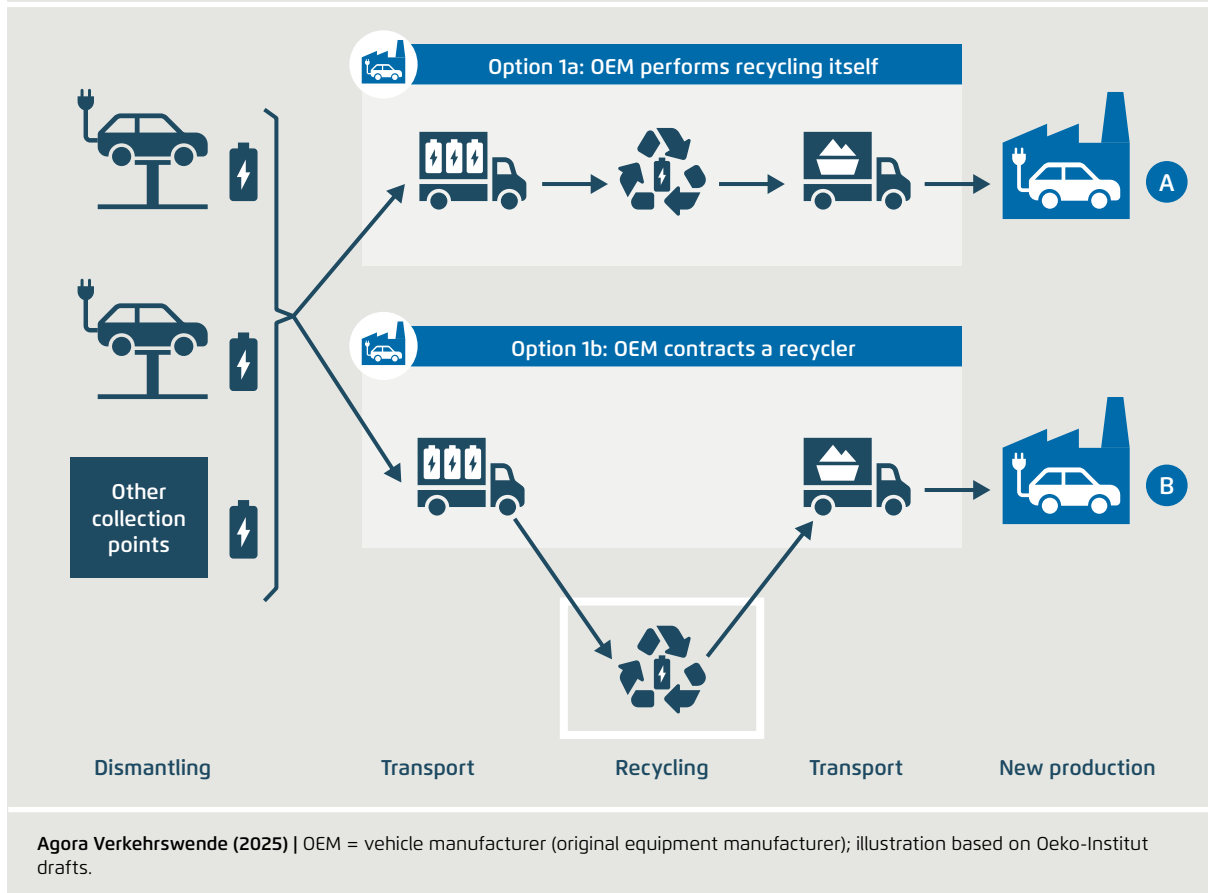 Option 1a: OEM performs recycling itself
A
Option 1b: OEM contracts a recycler
Other
collection
points
B
Dismantling
Transport
Recycling
Transport
New production
Agora Verkehrswende (2025) | OEM = vehicle manufacturer (original equipment manufacturer); illustration based on Oeko-Institut
drafts.